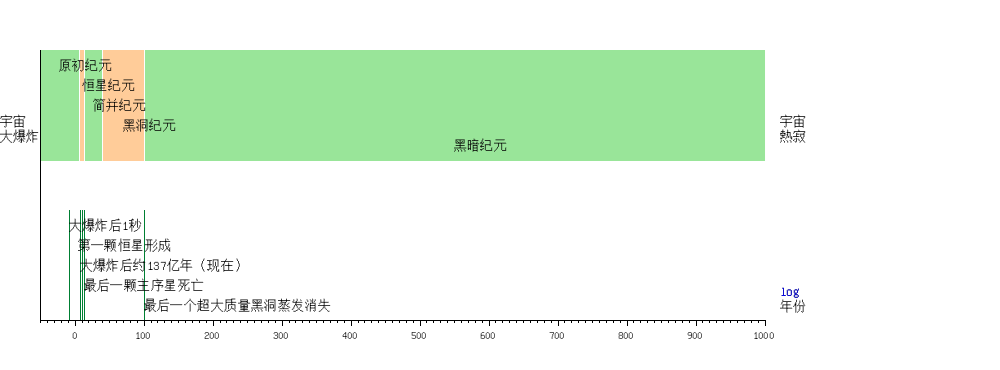 原初纪元
恒星纪元
简并纪元
黑洞纪元
黑暗纪元
宇宙
大爆炸
宇宙
熱寂
大爆炸后1秒
第一颗恒星形成
大爆炸后约137亿年（现在）
最后一颗主序星死亡
最后一个超大质量黑洞蒸发消失
log
年份
0 100 200 300 400 500 600 700 800 900 1000